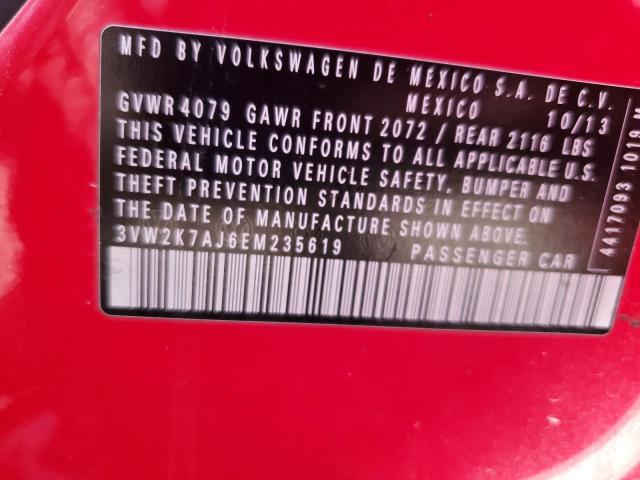 MFD BY VOLKSWAGEN DE MEXICO S.A. DE C.V.
MEXICO 10/13
GVWR 4079 GAWR FRONT 2072 / REAR 2116 LBS
THIS VEHICLE CONFORMS TO ALL APPLICABLE U.S.
FEDERAL MOTOR VEHICLE SAFETY, BUMPER AND
THEFT PREVENTION STANDARDS IN EFFECT ON
THE DATE OF MANUFACTURE SHOWN ABOVE.
3VW2K7AJ6EM235619 PASSENGER CAR
4417093 1019